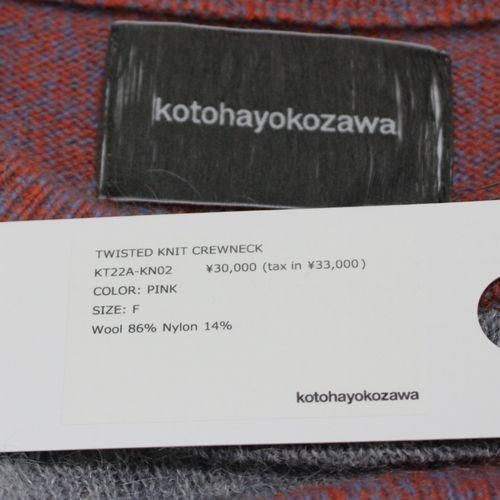 kotohayokozawa
TWISTED KNIT CREWNECK
KT22A-KN02 ¥30,000 (tax in ¥33,000)
COLOR: PINK
SIZE: F
Wool 86% Nylon 14%
kotohayokozawa